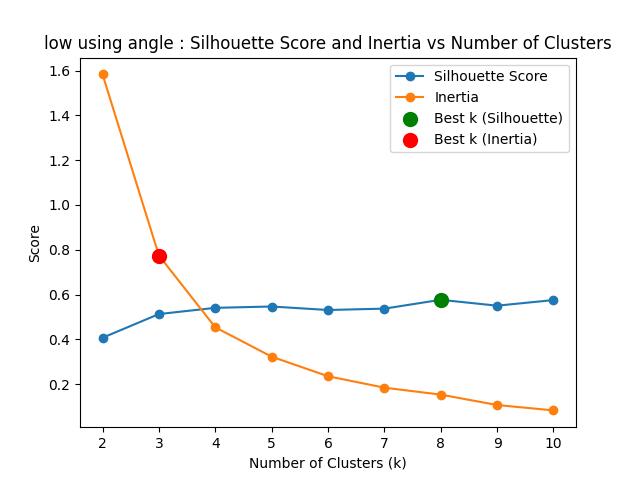 low using angle : Silhouette Score and Inertia vs Number of Clusters
Silhouette Score
Inertia
Best k (Silhouette)
Best k (Inertia)
Score
1.6
1.4
1.2
1.0
0.8
0.6
0.4
0.2
2 3 4 5 6 7 8 9 10
Number of Clusters (k)